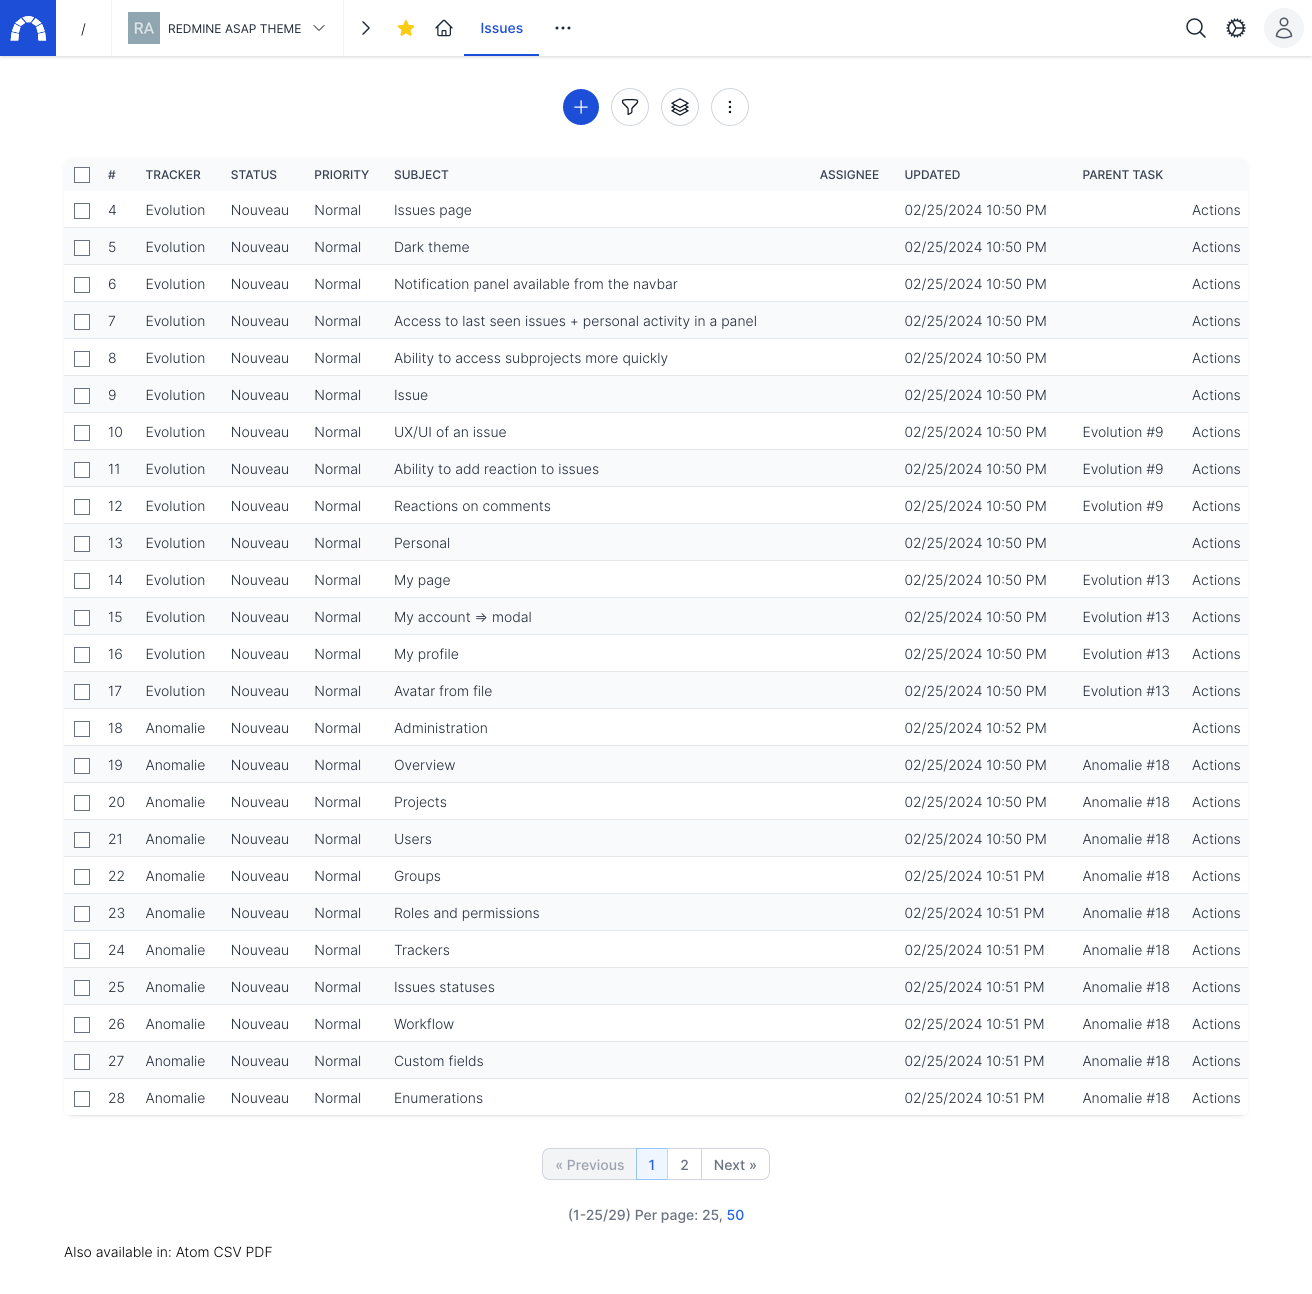 / RA REDMINE ASAP THEME Issues
# TRACKER STATUS PRIORITY SUBJECT ASSIGNEE UPDATED PARENT TASK
4 Evolution Nouveau Normal Issues page 02/25/2024 10:50 PM Actions
5 Evolution Nouveau Normal Dark theme 02/25/2024 10:50 PM Actions
6 Evolution Nouveau Normal Notification panel available from the navbar 02/25/2024 10:50 PM Actions
7 Evolution Nouveau Normal Access to last seen issues + personal activity in a panel 02/25/2024 10:50 PM Actions
8 Evolution Nouveau Normal Ability to access subprojects more quickly 02/25/2024 10:50 PM Actions
9 Evolution Nouveau Normal Issue 02/25/2024 10:50 PM Actions
10 Evolution Nouveau Normal UX/UI of an issue 02/25/2024 10:50 PM Evolution #9 Actions
11 Evolution Nouveau Normal Ability to add reaction to issues 02/25/2024 10:50 PM Evolution #9 Actions
12 Evolution Nouveau Normal Reactions on comments 02/25/2024 10:50 PM Evolution #9 Actions
13 Evolution Nouveau Normal Personal 02/25/2024 10:50 PM Actions
14 Evolution Nouveau Normal My page 02/25/2024 10:50 PM Evolution #13 Actions
15 Evolution Nouveau Normal My account ⇒ modal 02/25/2024 10:50 PM Evolution #13 Actions
16 Evolution Nouveau Normal My profile 02/25/2024 10:50 PM Evolution #13 Actions
17 Evolution Nouveau Normal Avatar from file 02/25/2024 10:50 PM Evolution #13 Actions
18 Anomalie Nouveau Normal Administration 02/25/2024 10:52 PM Actions
19 Anomalie Nouveau Normal Overview 02/25/2024 10:50 PM Anomalie #18 Actions
20 Anomalie Nouveau Normal Projects 02/25/2024 10:50 PM Anomalie #18 Actions
21 Anomalie Nouveau Normal Users 02/25/2024 10:50 PM Anomalie #18 Actions
22 Anomalie Nouveau Normal Groups 02/25/2024 10:51 PM Anomalie #18 Actions
23 Anomalie Nouveau Normal Roles and permissions 02/25/2024 10:51 PM Anomalie #18 Actions
24 Anomalie Nouveau Normal Trackers 02/25/2024 10:51 PM Anomalie #18 Actions
25 Anomalie Nouveau Normal Issues statuses 02/25/2024 10:51 PM Anomalie #18 Actions
26 Anomalie Nouveau Normal Workflow 02/25/2024 10:51 PM Anomalie #18 Actions
27 Anomalie Nouveau Normal Custom fields 02/25/2024 10:51 PM Anomalie #18 Actions
28 Anomalie Nouveau Normal Enumerations 02/25/2024 10:51 PM Anomalie #18 Actions
« Previous 1 2 Next »
(1-25/29) Per page: 25, 50
Also available in: Atom CSV PDF